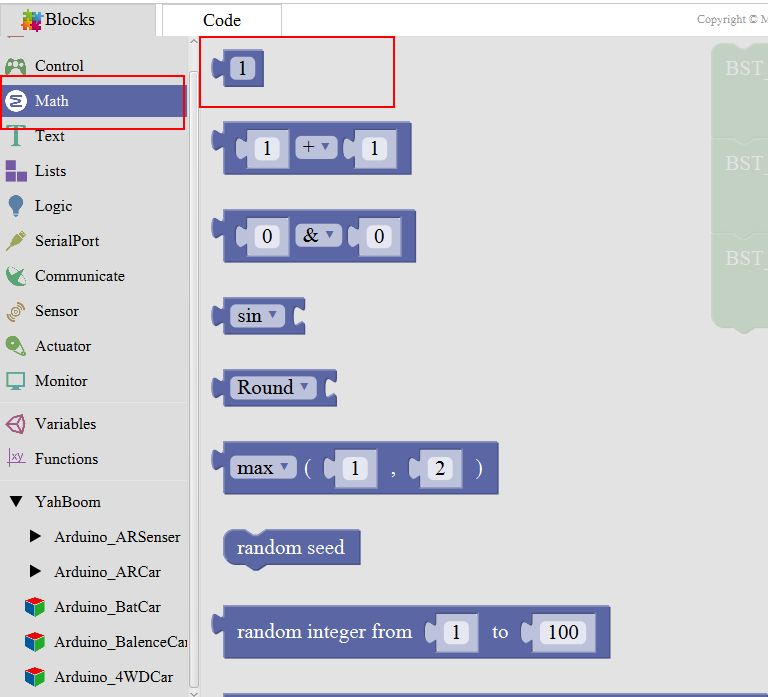 Blocks
Code
Copyright © M
Control
Math
Text
Lists
Logic
SerialPort
Communicate
Sensor
Actuator
Monitor
Variables
xy
Functions
YahBoom
Arduino_ARSenser
Arduino_ARCar
Arduino_BatCar
Arduino_BalenceCar
Arduino_4WDCar
1
1 + 1
0 & 0
sin
Round
max ( 1 , 2 )
random seed
random integer from 1 to 100
BST_
BST_
BST_